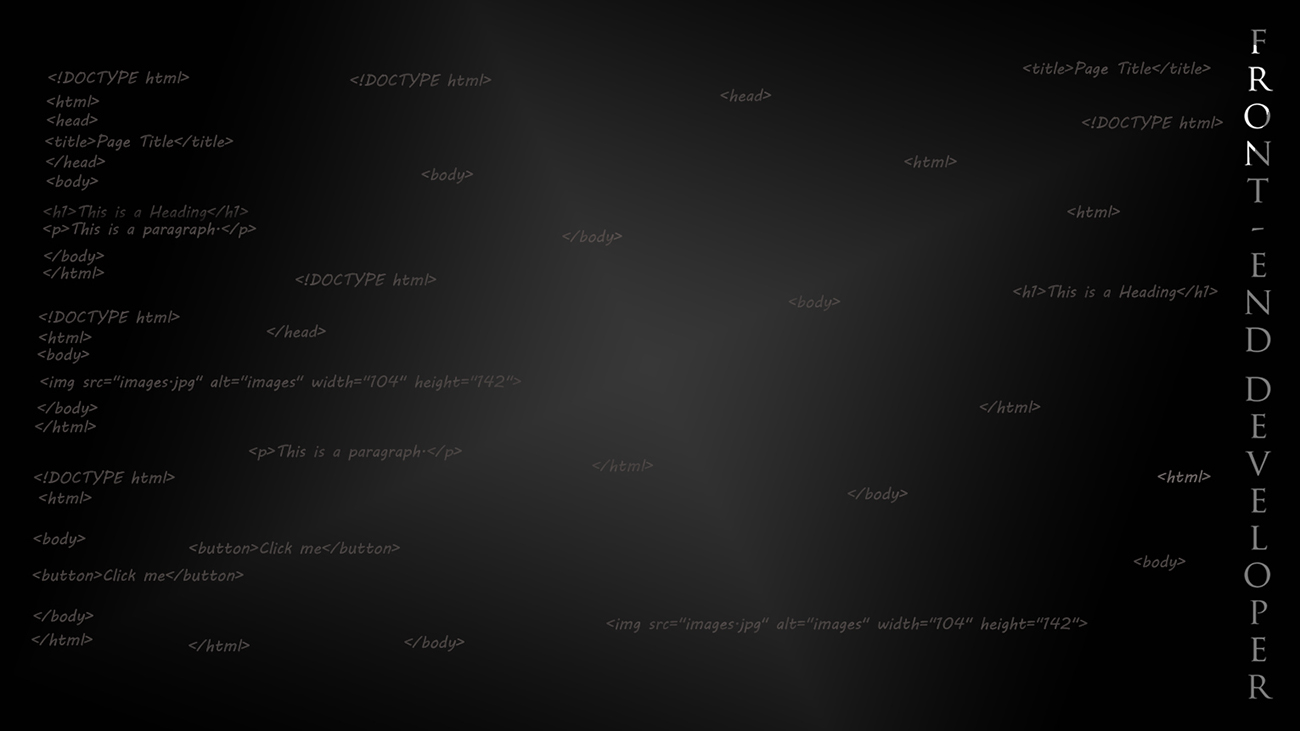 <!DOCTYPE html>
<html>
<head>
<title>Page Title</title>
</head>
<body>
<h1>This is a Heading</h1>
<p>This is a paragraph.</p>
</body>
</html>
<!DOCTYPE html>
<html>
<body>
<img src="images.jpg" alt="images" width="104" height="142">
</body>
</html>
<!DOCTYPE html>
<html>
<body>
<button>Click me</button>
</body>
</html>
<!DOCTYPE html>
<body>
<!DOCTYPE html>
</head>
<p>This is a paragraph.</p>
<button>Click me</button>
</html>
</body>
<head>
</body>
<body>
</html>
</body>
<img src="images.jpg" alt="images" width="104" height="142">
<title>Page Title</title>
<!DOCTYPE html>
<html>
<html>
<h1>This is a Heading</h1>
</html>
<html>
<body>
FRONT-END DEVELOPER